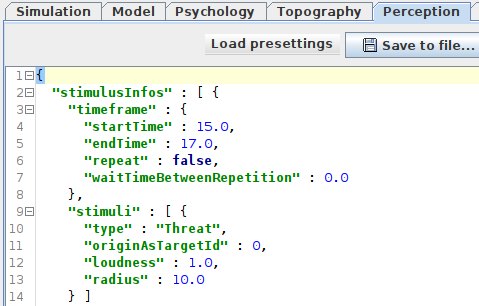 Simulation Model Psychology Topography Perception
Load presettings Save to file...
1 {
2 "stimulusInfos" : [ {
3 "timeframe" : {
4 "startTime" : 15.0,
5 "endTime" : 17.0,
6 "repeat" : false,
7 "waitTimeBetweenRepetition" : 0.0
8 },
9 "stimuli" : [ {
10 "type" : "Threat",
11 "originAsTargetId" : 0,
12 "loudness" : 1.0,
13 "radius" : 10.0
14 } ]